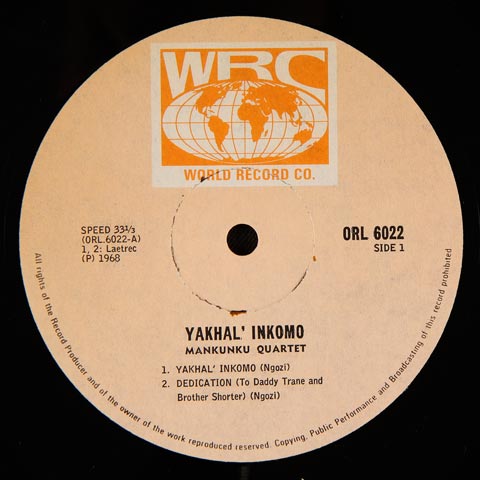 WRC
WORLD RECORD CO.
SPEED 33⅓
(ORL.6022-A)
1, 2: Laetrec
(P) 1968
ORL 6022
SIDE 1
YAKHAL' INKOMO
MANKUNKU QUARTET
1. YAKHAL' INKOMO (Ngozi)
2. DEDICATION (To Daddy Trane and
Brother Shorter) (Ngozi)
All rights of the Record Producer and of the owner of the work reproduced reserved. Copying, Public Performance and Broadcasting of this record prohibited